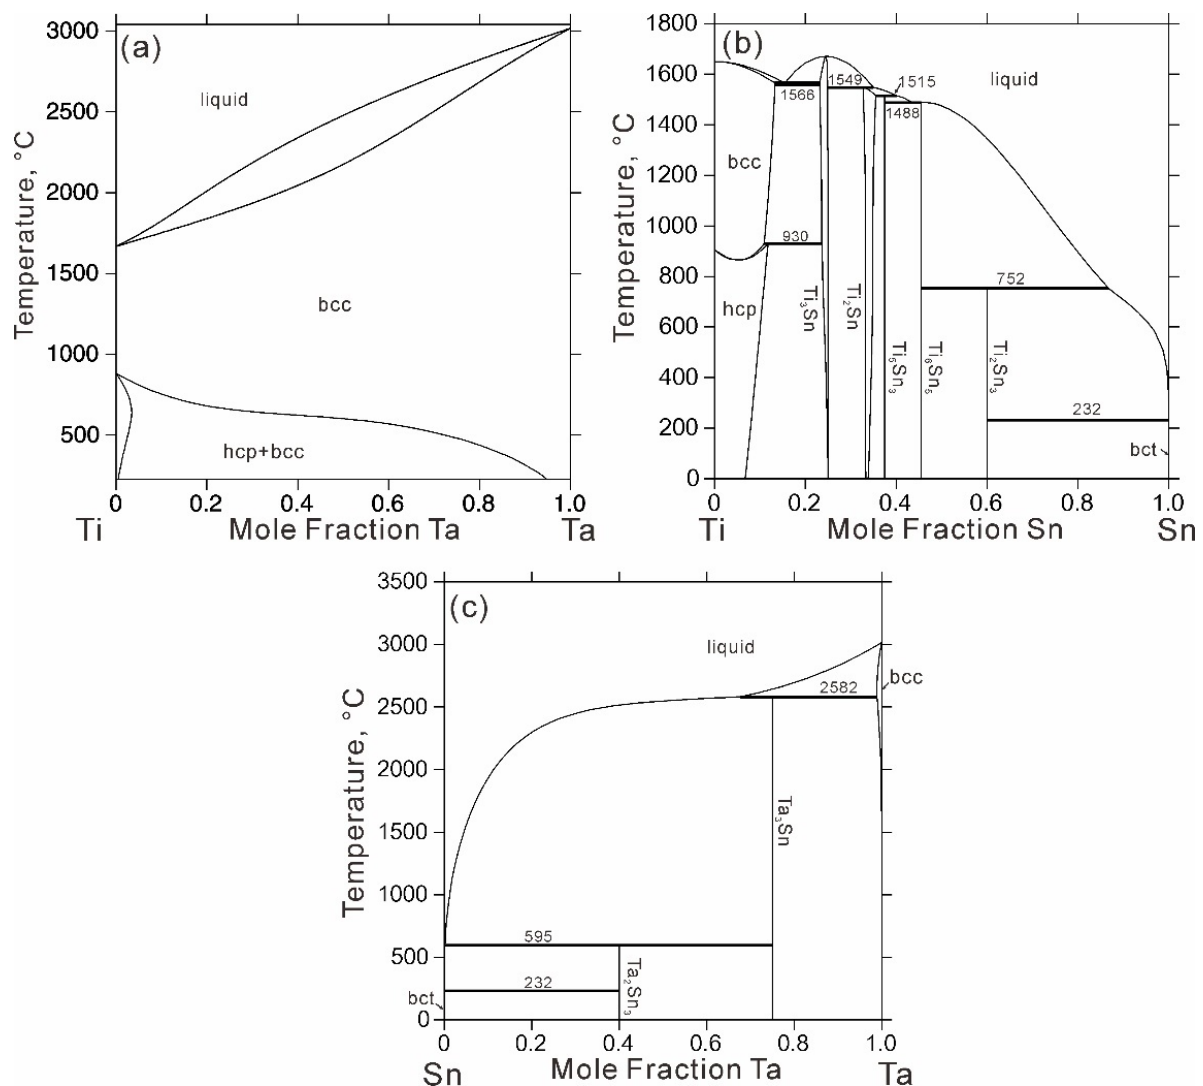 (a)
3000
2500
2000
1500
1000
500
Temperature, °C
liquid
bcc
hcp+bcc
0 0.2 0.4 0.6 0.8 1.0
Ti Mole Fraction Ta Ta
(b)
1800
1600
1400
1200
1000
800
600
400
200
0
Temperature, °C
1549
1515
liquid
1566
1488
bcc
930
752
hcp
Ti₃Sn
Ti₂Sn
Ti₅Sn₃
Ti₆Sn₅
Ti₂Sn₃
232
bct
0 0.2 0.4 0.6 0.8 1.0
Ti Mole Fraction Sn Sn
(c)
3500
3000
2500
2000
1500
1000
500
0
Temperature, °C
liquid
2582
bcc
Ta₃Sn
595
232
Ta₂Sn₃
bct
0 0.2 0.4 0.6 0.8 1.0
Sn Mole Fraction Ta Ta